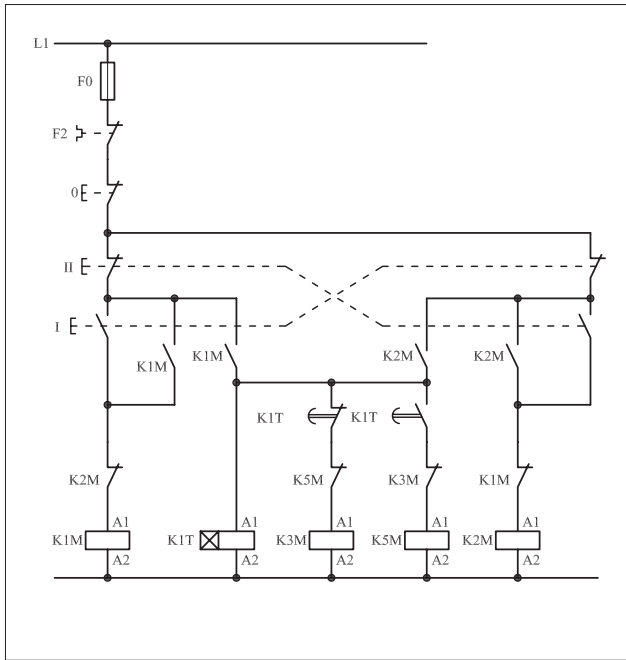 L1
F0
F2
0
II
I
K1M K1M K2M K2M
K1T K1T
K2M K5M K3M K1M
A1 A1 A1 A1 A1
K1M K1T K3M K5M K2M
A2 A2 A2 A2 A2